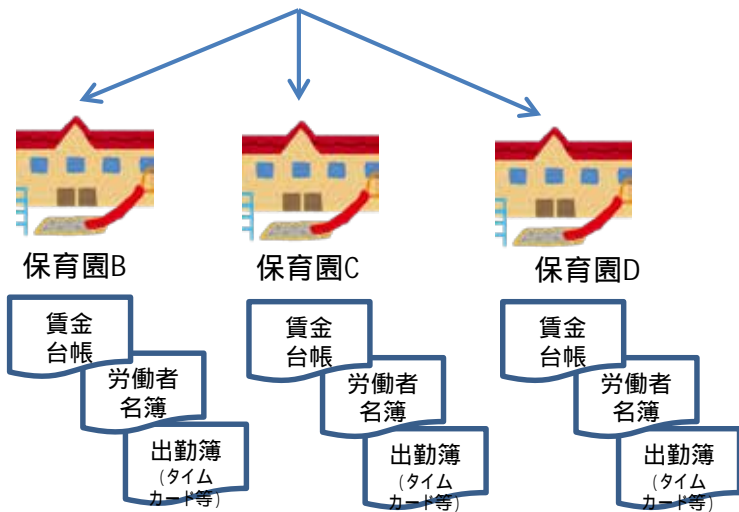 保育園B
保育園C
保育園D
賃金
台帳
労働者
名簿
出勤簿
(タイム
カード等)
賃金
台帳
労働者
名簿
出勤簿
(タイム
カード等)
賃金
台帳
労働者
名簿
出勤簿
(タイム
カード等)